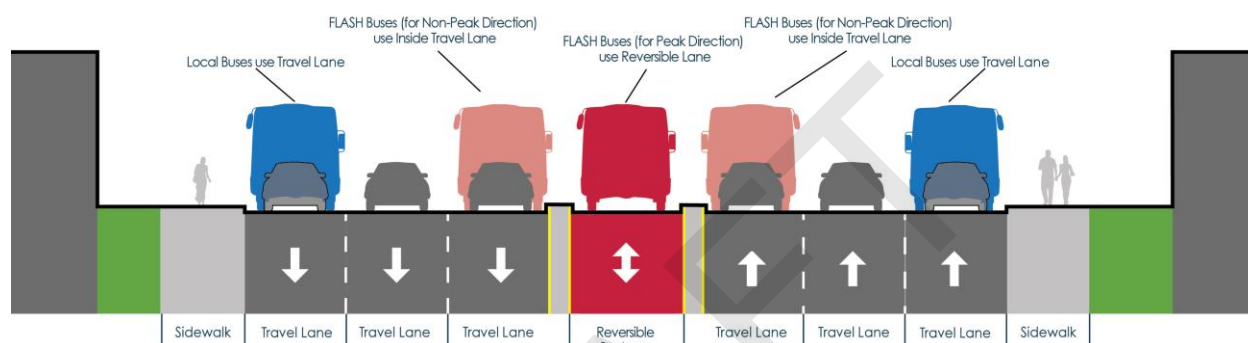 FLASH Buses (for Non-Peak Direction)
use Inside Travel Lane
FLASH Buses (for Non-Peak Direction)
use Inside Travel Lane
FLASH Buses (for Peak Direction)
use Reversible Lane
Local Buses use Travel Lane
Local Buses use Travel Lane
Sidewalk
Travel Lane
Travel Lane
Travel Lane
Reversible
Travel Lane
Travel Lane
Travel Lane
Sidewalk